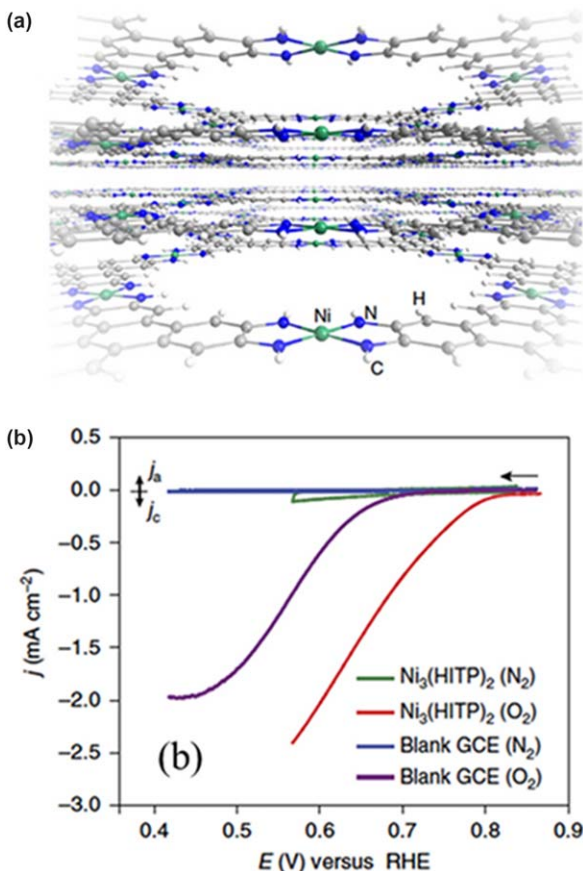 (a)
Ni
N
H
C
(b)
0.5
0.0
−0.5
−1.0
−1.5
−2.0
−2.5
−3.0
j (mA cm⁻²)
jₐ
j꜀
Ni₃(HITP)₂ (N₂)
Ni₃(HITP)₂ (O₂)
Blank GCE (N₂)
Blank GCE (O₂)
(b)
0.4 0.5 0.6 0.7 0.8 0.9
E (V) versus RHE